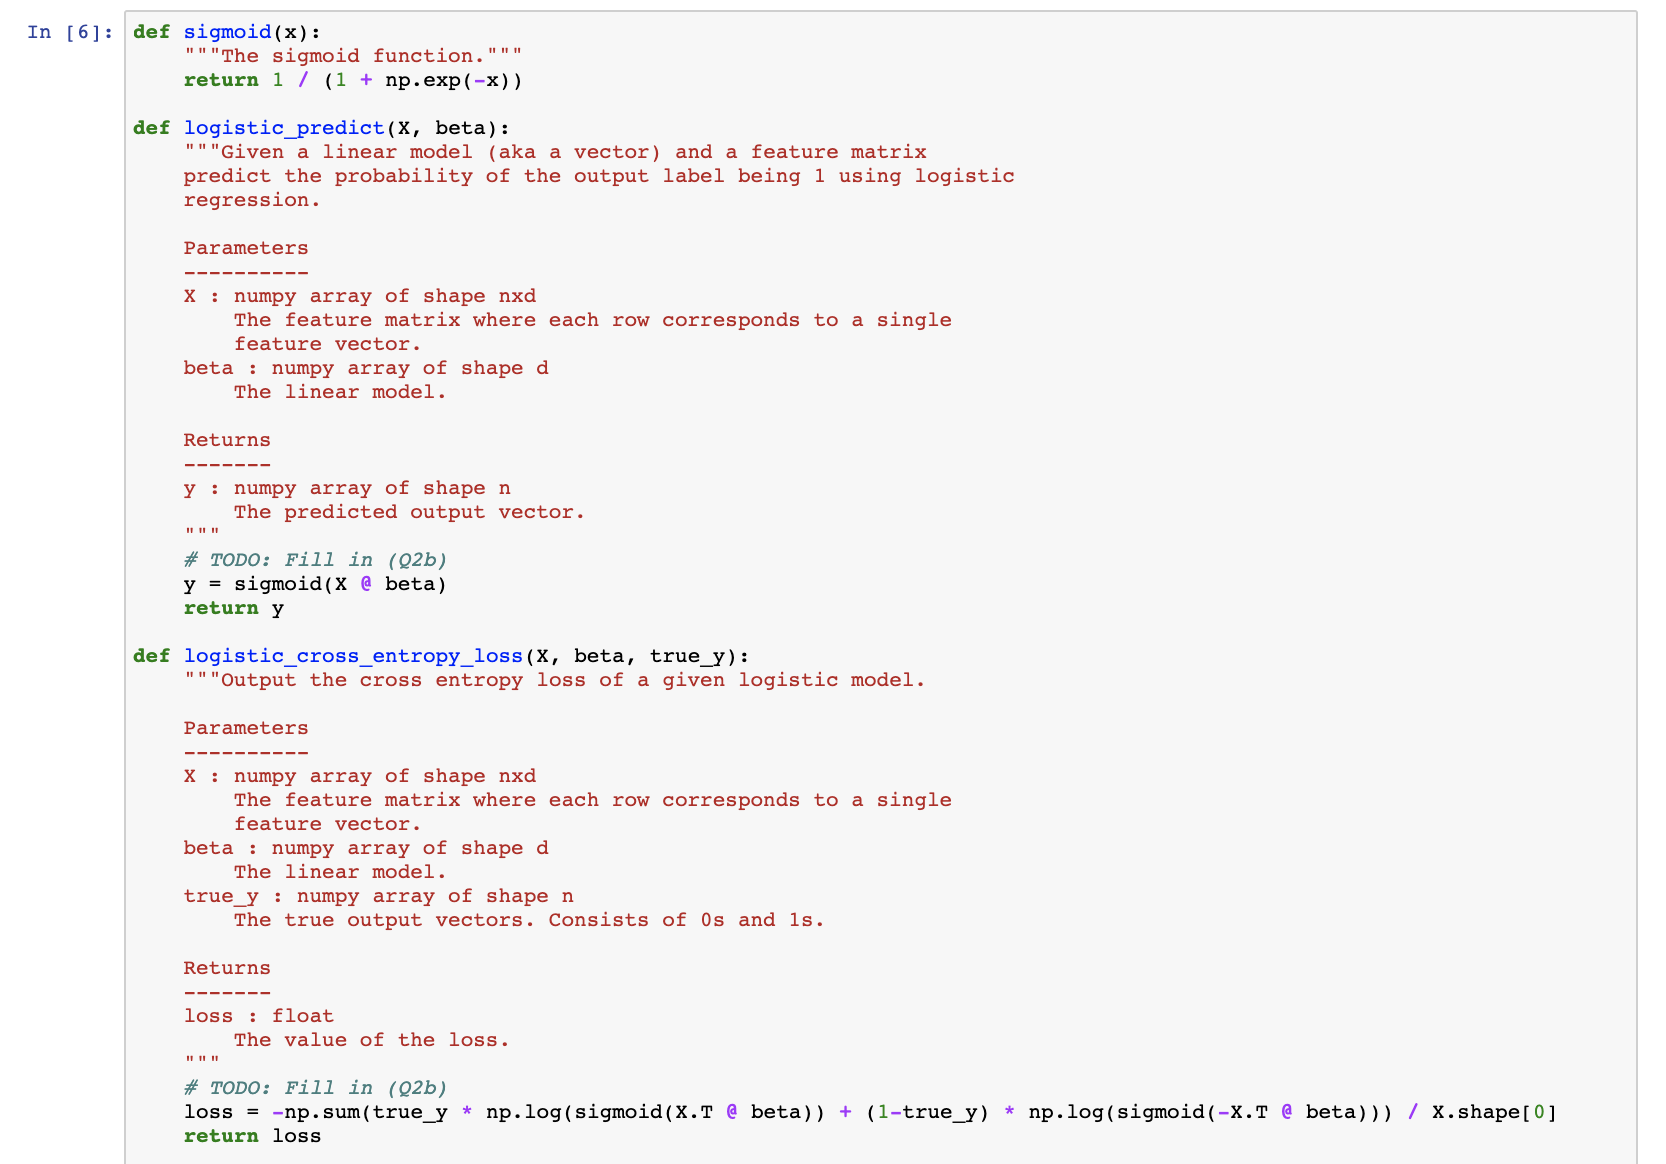 In [6]: def sigmoid(x):
    """The sigmoid function."""
    return 1 / (1 + np.exp(-x))

def logistic_predict(X, beta):
    """Given a linear model (aka a vector) and a feature matrix
    predict the probability of the output label being 1 using logistic
    regression.

    Parameters
    ----------
    X : numpy array of shape nxd
        The feature matrix where each row corresponds to a single
        feature vector.
    beta : numpy array of shape d
        The linear model.

    Returns
    -------
    y : numpy array of shape n
        The predicted output vector.
    """
    # TODO: Fill in (Q2b)
    y = sigmoid(X @ beta)
    return y

def logistic_cross_entropy_loss(X, beta, true_y):
    """Output the cross entropy loss of a given logistic model.

    Parameters
    ----------
    X : numpy array of shape nxd
        The feature matrix where each row corresponds to a single
        feature vector.
    beta : numpy array of shape d
        The linear model.
    true_y : numpy array of shape n
        The true output vectors. Consists of 0s and 1s.

    Returns
    -------
    loss : float
        The value of the loss.
    """
    # TODO: Fill in (Q2b)
    loss = -np.sum(true_y * np.log(sigmoid(X.T @ beta)) + (1-true_y) * np.log(sigmoid(-X.T @ beta))) / X.shape[0]
    return loss